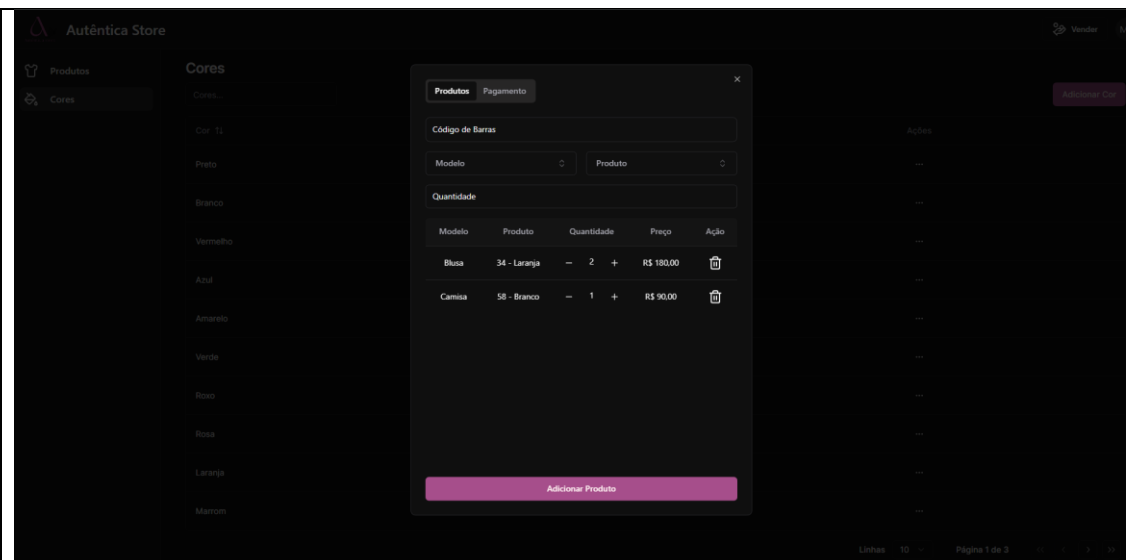 Autêntica Store
Vender
Produtos
Cores
Cores
Cores...
Adicionar Cor
Cor
Ações
Preto
Branco
Vermelho
Azul
Amarelo
Verde
Roxo
Rosa
Laranja
Marrom
Linhas 10
Página 1 de 3
Produtos Pagamento
Código de Barras
Modelo Produto
Quantidade
Modelo Produto Quantidade Preço Ação
Blusa 34 - Laranja − 2 + R$ 180,00
Camisa 58 - Branco − 1 + R$ 90,00
Adicionar Produto